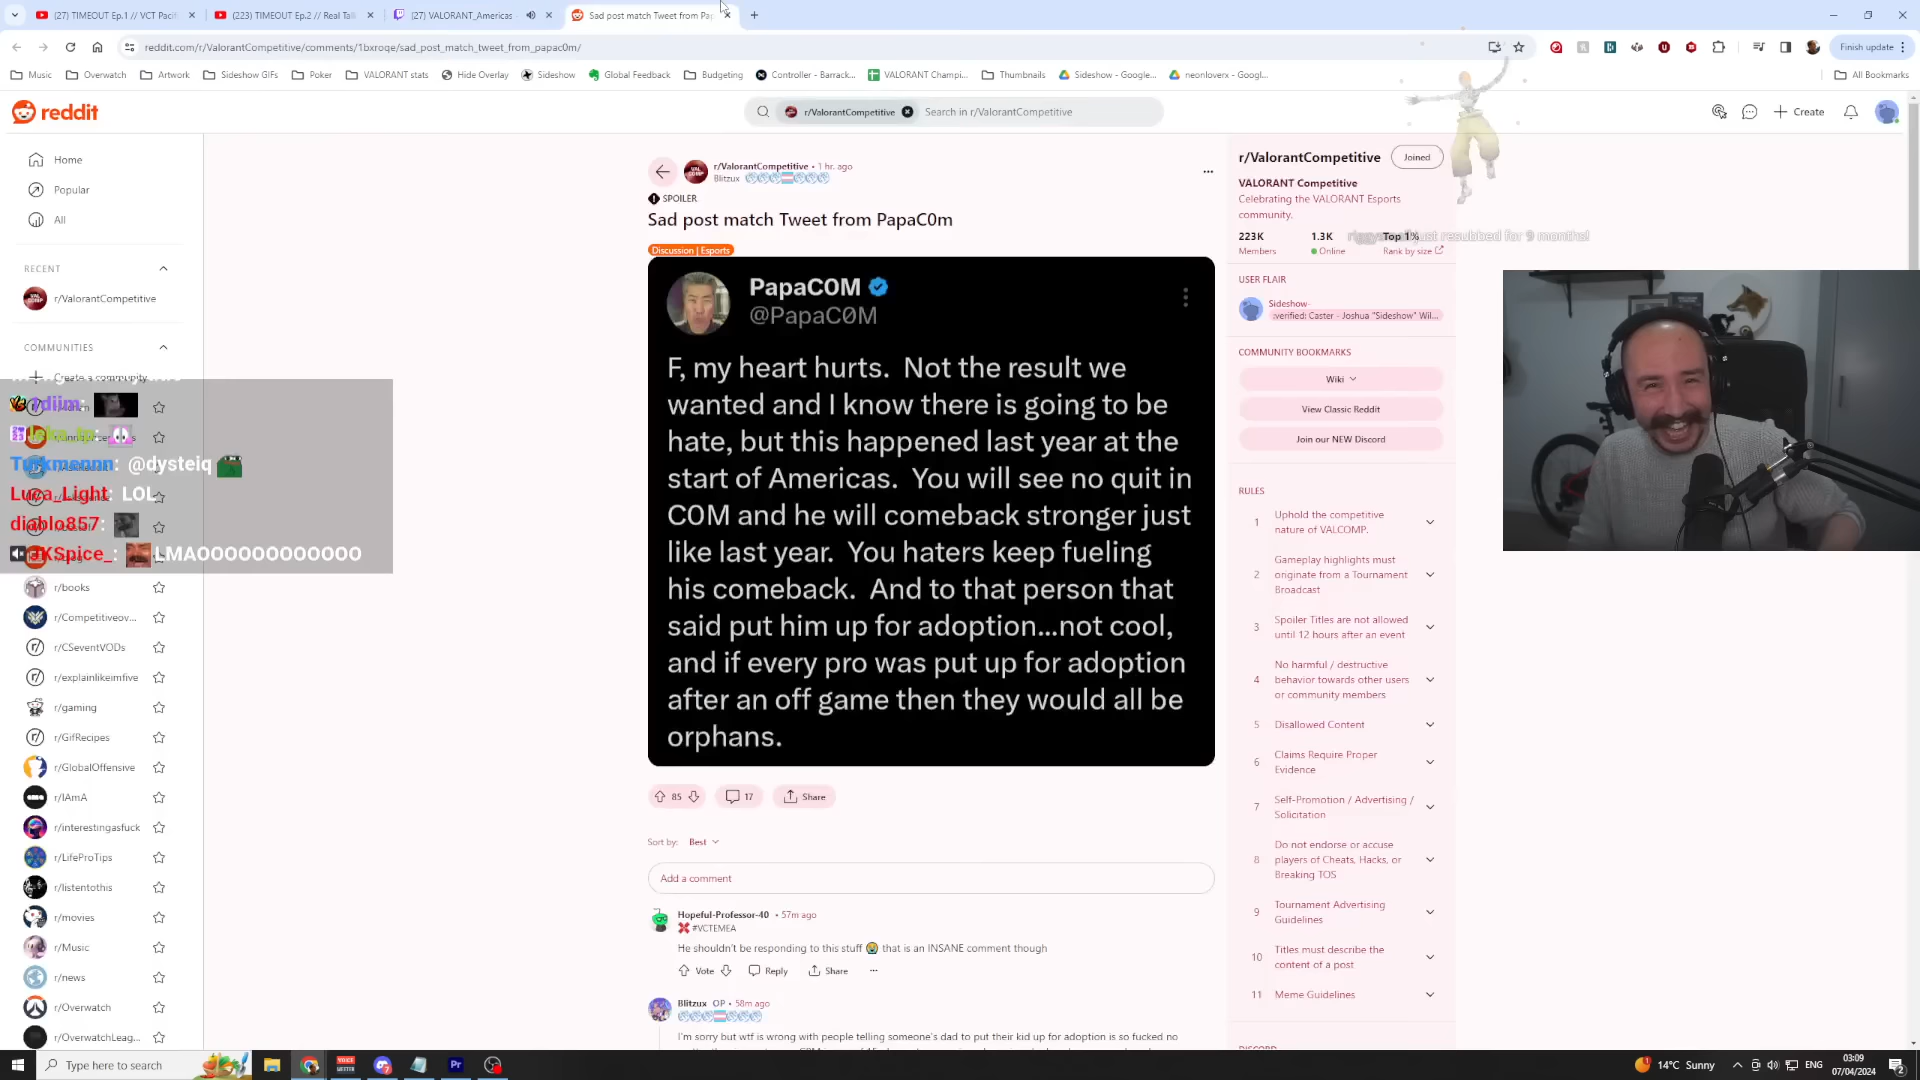 (223) TIMEOUT Ep.1 // VCT Pacif
(223) TIMEOUT Ep.2 // Real Tal
(27) VALORANT_Americas -
Sad post match Tweet from Pap
reddit.com/r/ValorantCompetitive/comments/1bxroqe/sad_post_match_tweet_from_papac0m/
Finish update
Music
Overwatch
Artwork
Sideshow GIFs
Poker
VALORANT stats
Hide Overlay
Sideshow
Global Feedback
Budgeting
Controller - Barrack...
VALORANT Champi...
Thumbnails
Sideshow - Google...
neonloverx - Googl...
All Bookmarks
reddit
r/ValorantCompetitive
Search in r/ValorantCompetitive
Create
Home
Popular
All
RECENT
r/ValorantCompetitive
COMMUNITIES
Create a community
1diim:
Turkmennn: @dysteiq
Luna_Light: LOL
diablo857:
LMAOOOOOOOOOOOO
r/books
r/Competitiveov...
r/CSeventVODs
r/explainlikeimfive
r/gaming
r/GifRecipes
r/GlobalOffensive
r/IAmA
r/interestingasfuck
r/LifeProTips
r/listentothis
r/movies
r/Music
r/news
r/Overwatch
r/OverwatchLeag...
r/ValorantCompetitive • 1 hr. ago
Blitzux
SPOILER
Sad post match Tweet from PapaC0m
Discussion | Esports
PapaC0M
@PapaC0M
F, my heart hurts. Not the result we
wanted and I know there is going to be
hate, but this happened last year at the
start of Americas. You will see no quit in
C0M and he will comeback stronger just
like last year. You haters keep fueling
his comeback. And to that person that
said put him up for adoption...not cool,
and if every pro was put up for adoption
after an off game then they would all be
orphans.
85
17
Share
Sort by: Best
Add a comment
Hopeful-Professor-40 • 57m ago
#VCTEMEA
He shouldn't be responding to this stuff 😭 that is an INSANE comment though
Vote
Reply
Share
Blitzux OP • 58m ago
I'm sorry but wtf is wrong with people telling someone's dad to put their kid up for adoption is so fucked no
r/ValorantCompetitive
Joined
VALORANT Competitive
Celebrating the VALORANT Esports
community.
223K
1.3K
Top 1%
Members
Online
Rank by size
just resubbed for 9 months!
USER FLAIR
Sideshow-
:verified: Caster - Joshua "Sideshow" Wil...
COMMUNITY BOOKMARKS
Wiki
View Classic Reddit
Join our NEW Discord
RULES
1 Uphold the competitive
nature of VALCOMP.
2 Gameplay highlights must
originate from a Tournament
Broadcast
3 Spoiler Titles are not allowed
until 12 hours after an event
4 No harmful / destructive
behavior towards other users
or community members
5 Disallowed Content
6 Claims Require Proper
Evidence
7 Self-Promotion / Advertising /
Solicitation
8 Do not endorse or accuse
players of Cheats, Hacks, or
Breaking TOS
9 Tournament Advertising
Guidelines
10 Titles must describe the
content of a post
11 Meme Guidelines
Type here to search
14°C Sunny
ENG
03:09
07/04/2024